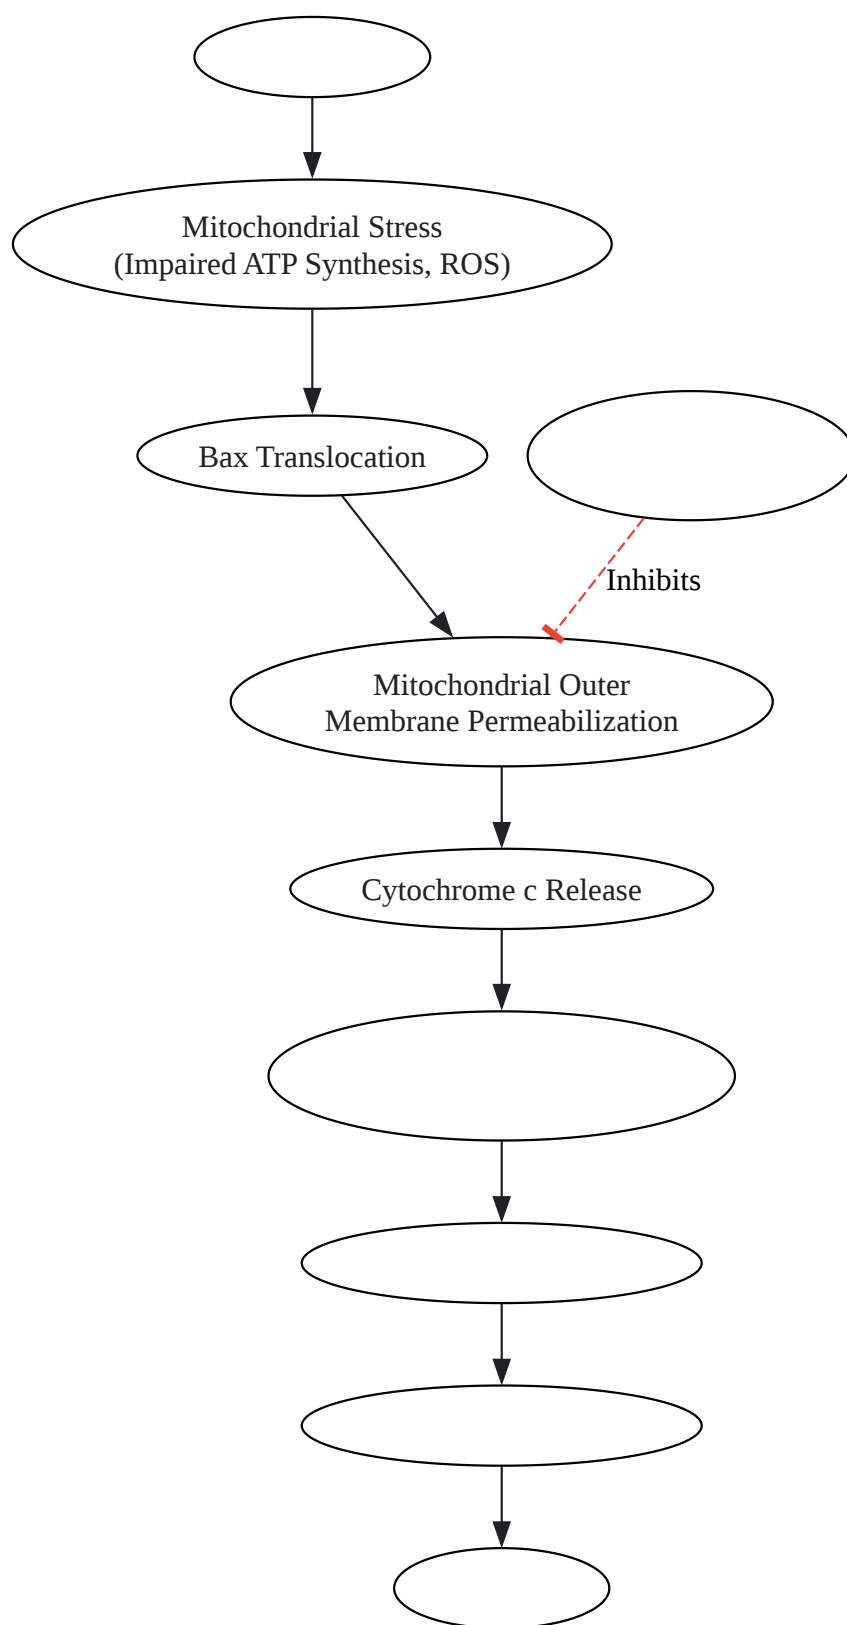 Mitochondrial Stress
(Impaired ATP Synthesis, ROS)
Bax Translocation
Inhibits
Mitochondrial Outer
Membrane Permeabilization
Cytochrome c Release